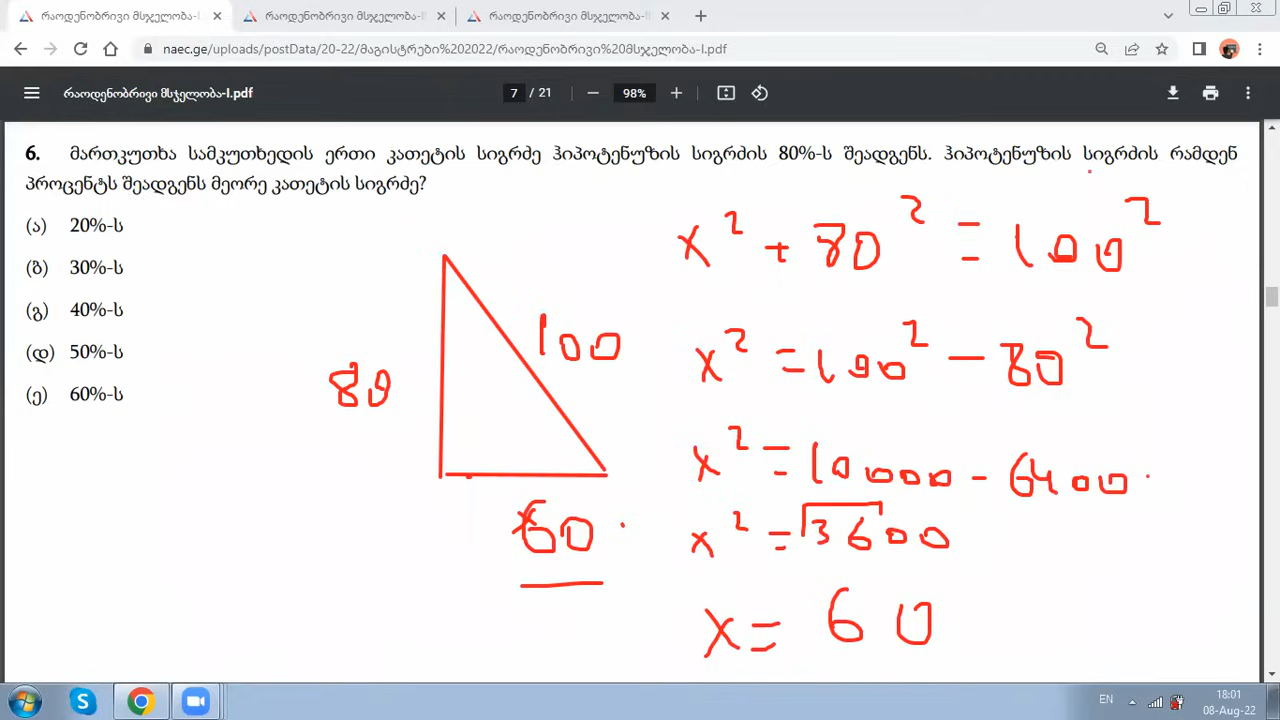 რაოდენობრივი მსჯელობა-I
რაოდენობრივი მსჯელობა-I
რაოდენობრივი მსჯელობა-I
naec.ge/uploads/postData/20-22/მაგისტრები%202022/რაოდენობრივი%20მსჯელობა-I.pdf
რაოდენობრივი მსჯელობა-I.pdf
7 / 21
98%
6. მართკუთხა სამკუთხედის ერთი კათეტის სიგრძე ჰიპოტენუზის სიგრძის 80%-ს შეადგენს. ჰიპოტენუზის სიგრძის რამდენ
პროცენტს შეადგენს მეორე კათეტის სიგრძე?
(ა) 20%-ს
(ბ) 30%-ს
(გ) 40%-ს
(დ) 50%-ს
(ე) 60%-ს
80
100
60
x² + 80² = 100²
x² = 100² - 80²
x² = 10000 - 6400
x² = 3600
x = 60
EN
18:01
08-Aug-22